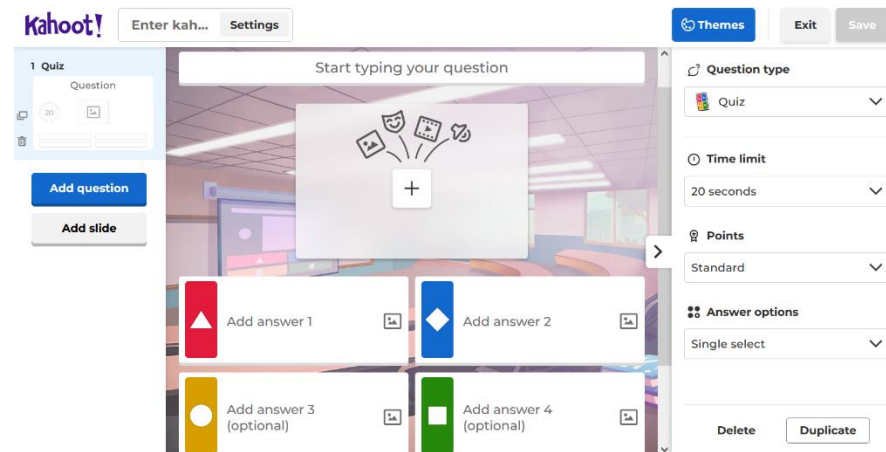 Kahoot!
Enter kah...
Settings
Themes
Exit
Save
1 Quiz
Question
20
Add question
Add slide
Start typing your question
Add answer 1
Add answer 2
Add answer 3
(optional)
Add answer 4
(optional)
Question type
Quiz
Time limit
20 seconds
Points
Standard
Answer options
Single select
Delete
Duplicate